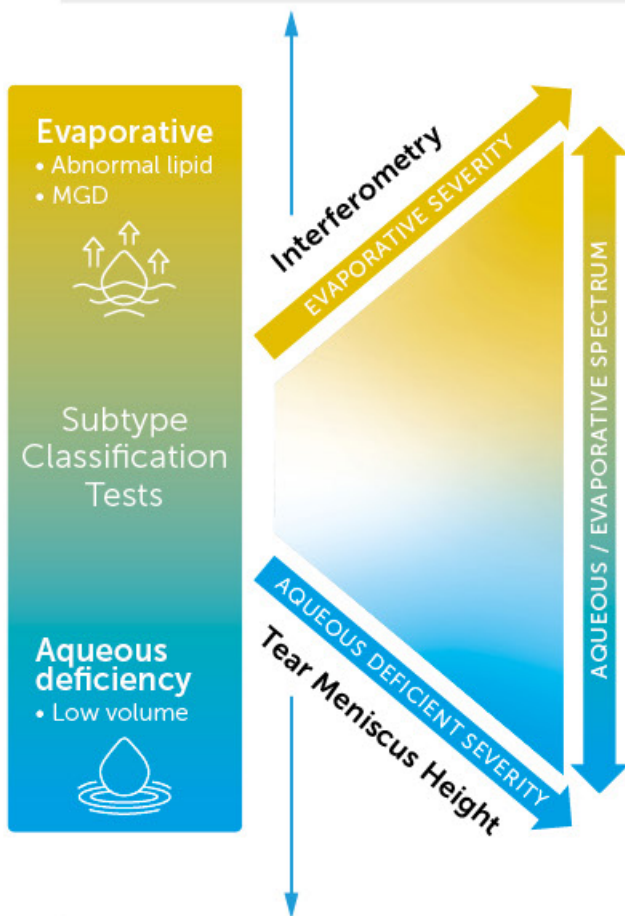 Evaporative
• Abnormal lipid
• MGD
Subtype
Classification
Tests
Aqueous
deficiency
• Low volume
Interferometry
EVAPORATIVE SEVERITY
AQUEOUS DEFICIENT SEVERITY
Tear Meniscus Height
AQUEOUS / EVAPORATIVE SPECTRUM